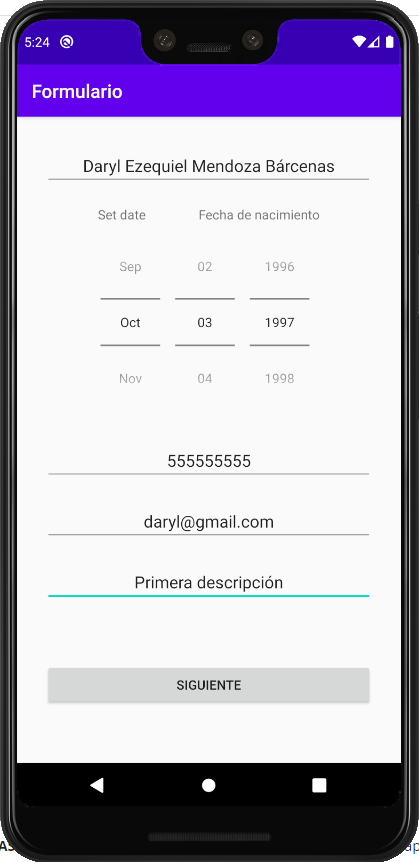 5:24
Formulario
Daryl Ezequiel Mendoza Bárcenas
Set date Fecha de nacimiento
Sep 02 1996
Oct 03 1997
Nov 04 1998
555555555
daryl@gmail.com
Primera descripción
SIGUIENTE